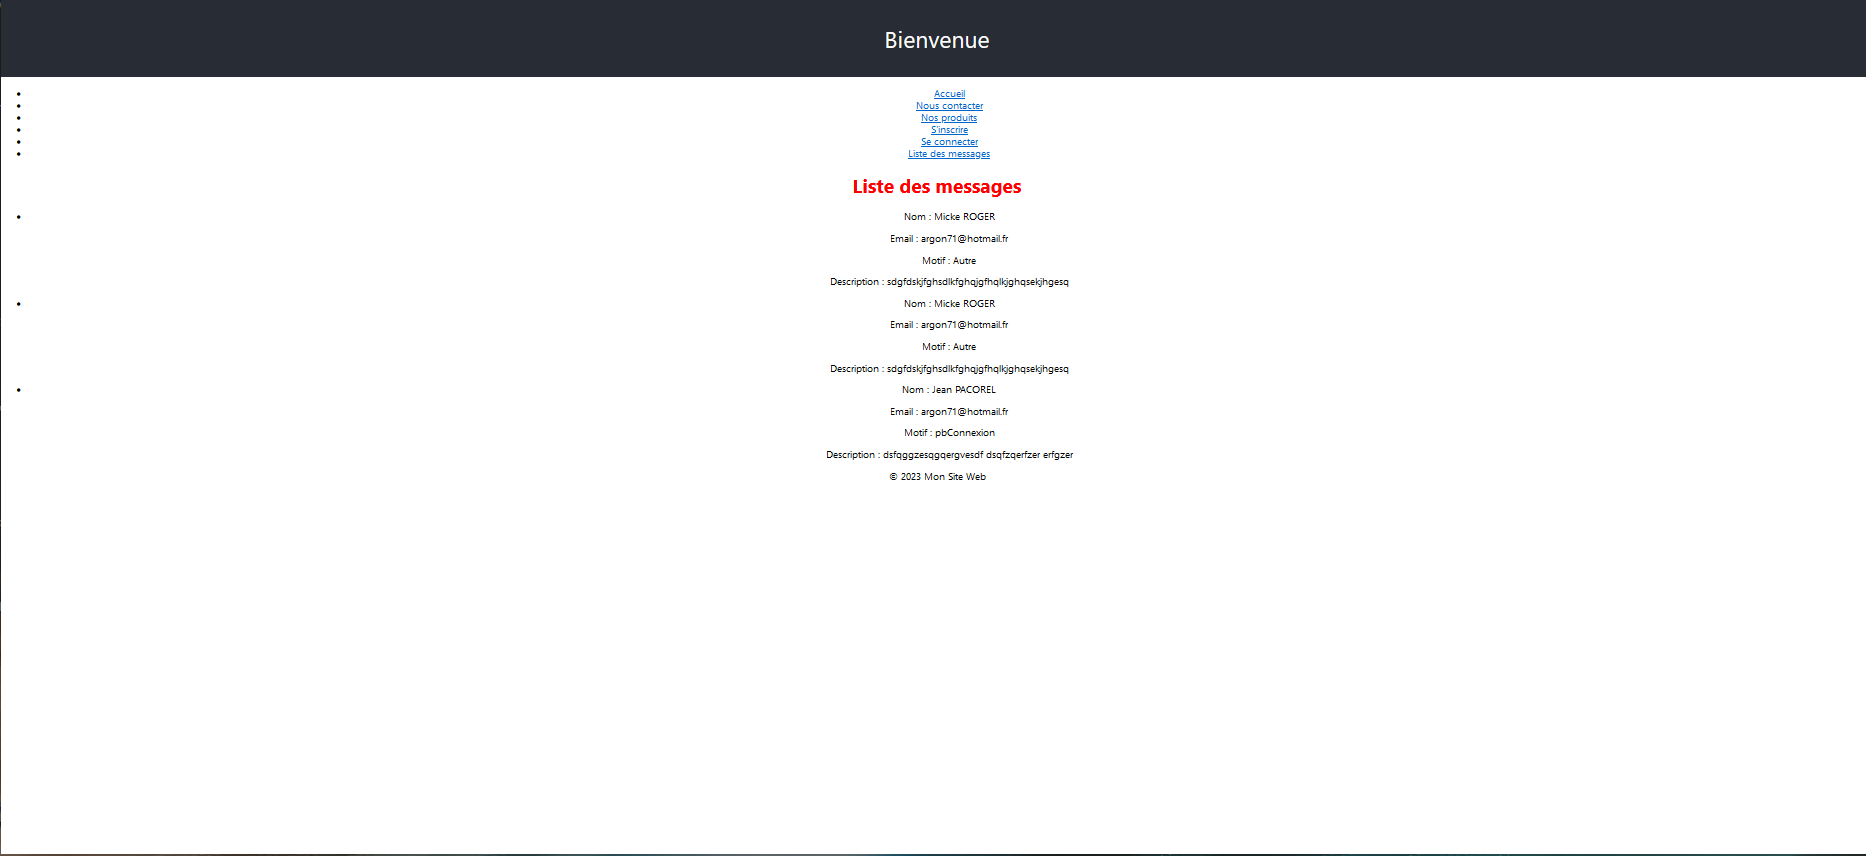 Bienvenue
Accueil
Nous contacter
Nos produits
S'inscrire
Se connecter
Liste des messages
Liste des messages
Nom : Micke ROGER
Email : argon71@hotmail.fr
Motif : Autre
Description : sdgfdskjfghsdlkfghqjgfhqlkjghqsekjhgesq
Nom : Micke ROGER
Email : argon71@hotmail.fr
Motif : Autre
Description : sdgfdskjfghsdlkfghqjgfhqlkjghqsekjhgesq
Nom : Jean PACOREL
Email : argon71@hotmail.fr
Motif : pbConnexion
Description : dsfqggzesqgqergvesdf dsqfzqerfzer erfgzer
© 2023 Mon Site Web